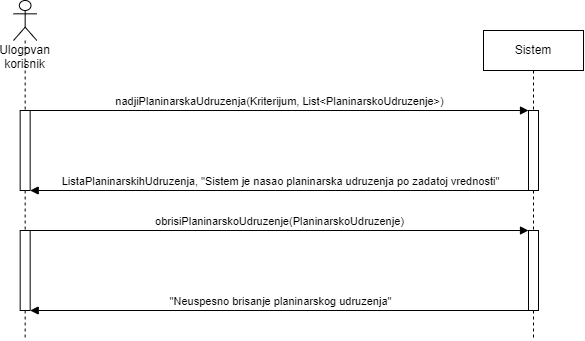 Ulogovan
korisnik
Sistem
nadjiPlaninarskaUdruzenja(Kriterijum, List<PlaninarskoUdruzenje>)
ListaPlaninarskihUdruzenja, "Sistem je nasao planinarska udruzenja po zadatoj vrednosti"
obrisiPlaninarskoUdruzenje(PlaninarskoUdruzenje)
"Neuspesno brisanje planinarskog udruzenja"